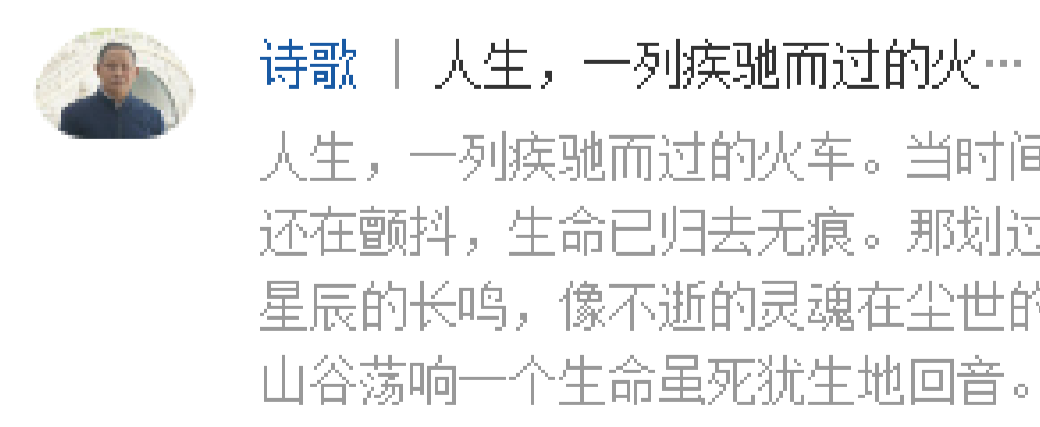 诗歌 | 人生，一列疾驰而过的火…
人生，一列疾驰而过的火车。当时间
还在颤抖，生命已归去无痕。那划过
星辰的长鸣，像不逝的灵魂在尘世的
山谷荡响一个生命虽死犹生地回音。